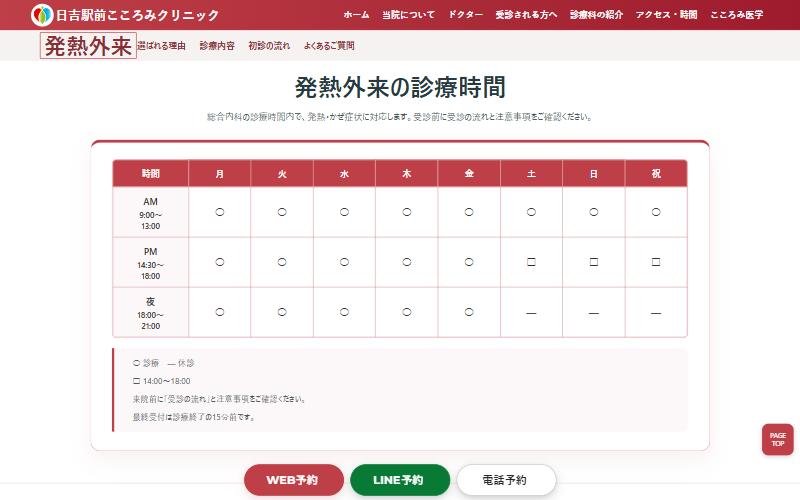 日吉駅前こころみクリニック
ホーム 当院について ドクター 受診される方へ 診療科の紹介 アクセス・時間 こころみ医学
発熱外来 選ばれる理由 診療内容 初診の流れ よくあるご質問
発熱外来の診療時間
総合内科の診療時間内で、発熱・かぜ症状に対応します。受診前に受診の流れと注意事項をご確認ください。
時間 月 火 水 木 金 土 日 祝
AM
9:00〜
13:00
〇 〇 〇 〇 〇 〇 〇 〇
PM
14:30〜
18:00
〇 〇 〇 〇 〇 □ □ □
夜
18:00〜
21:00
〇 〇 〇 〇 〇 ― ― ―
〇 診療 ― 休診
□ 14:00〜18:00
来院前に「受診の流れ」と注意事項をご確認ください。
最終受付は診療終了の15分前です。
PAGE
TOP
WEB予約 LINE予約 電話予約